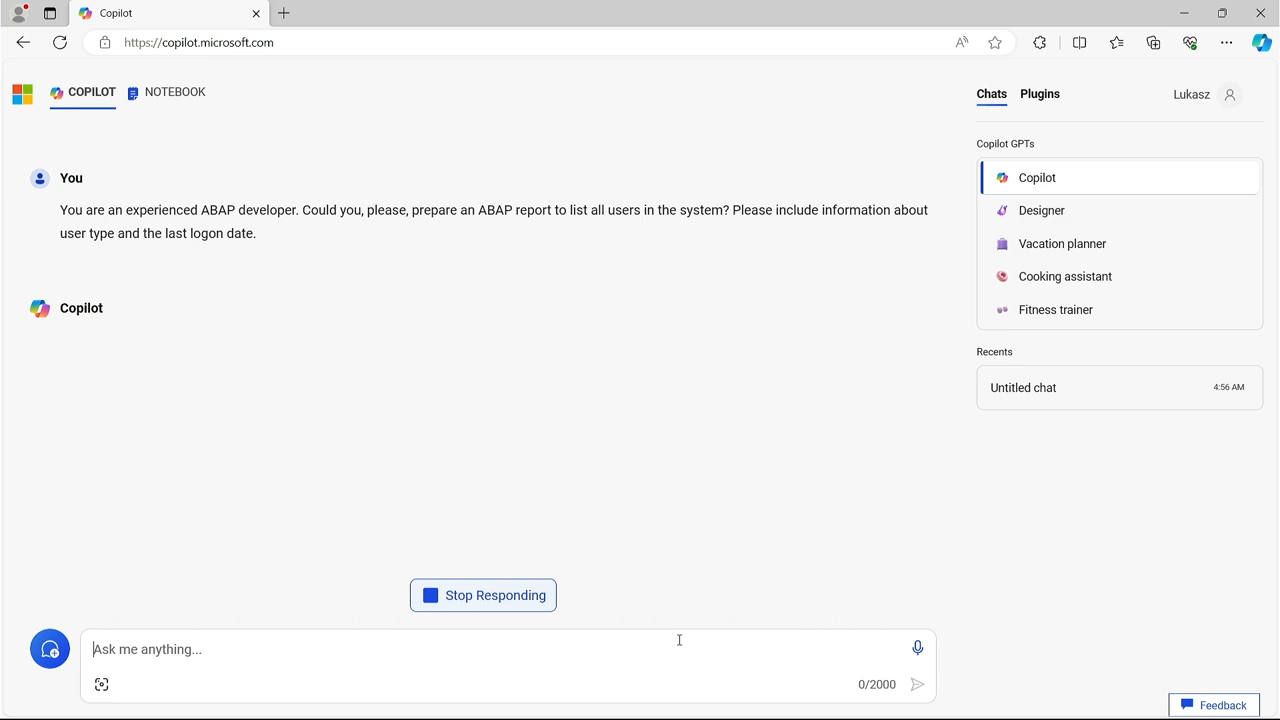 Copilot
https://copilot.microsoft.com
COPILOT
NOTEBOOK
Chats
Plugins
Lukasz
You
You are an experienced ABAP developer. Could you, please, prepare an ABAP report to list all users in the system? Please include information about
user type and the last logon date.
Copilot
Copilot GPTs
Copilot
Designer
Vacation planner
Cooking assistant
Fitness trainer
Recents
Untitled chat
4:56 AM
Stop Responding
Ask me anything...
0/2000
Feedback